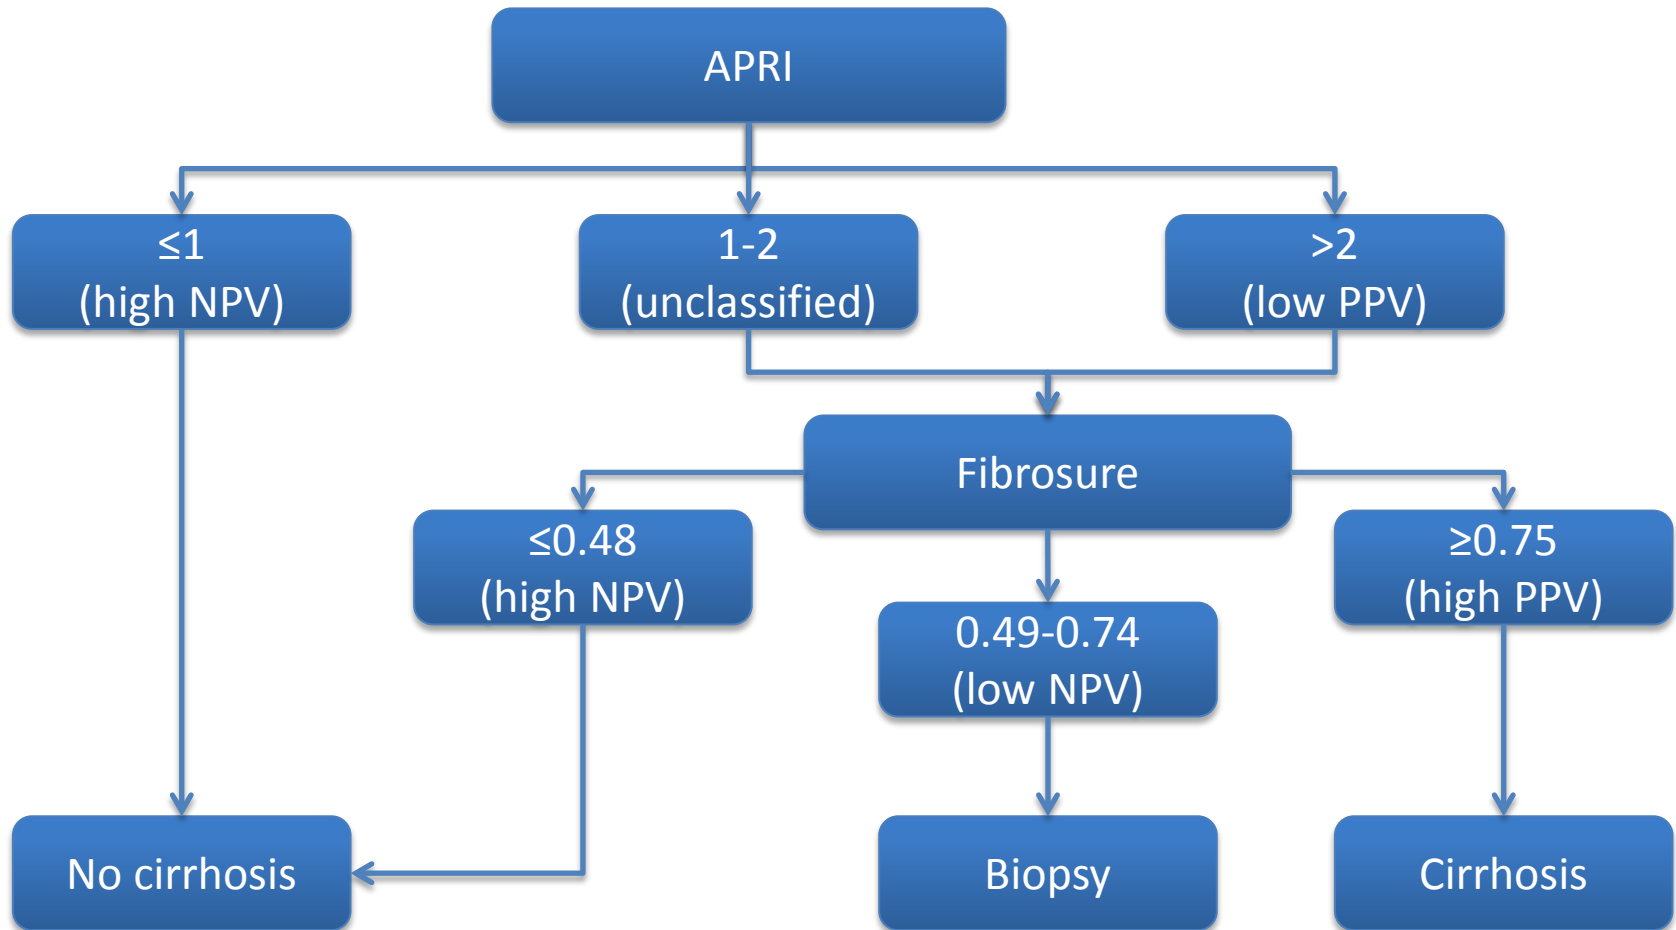 APRI
≤1
(high NPV)
1-2
(unclassified)
>2
(low PPV)
Fibrosure
≤0.48
(high NPV)
0.49-0.74
(low NPV)
≥0.75
(high PPV)
No cirrhosis
Biopsy
Cirrhosis